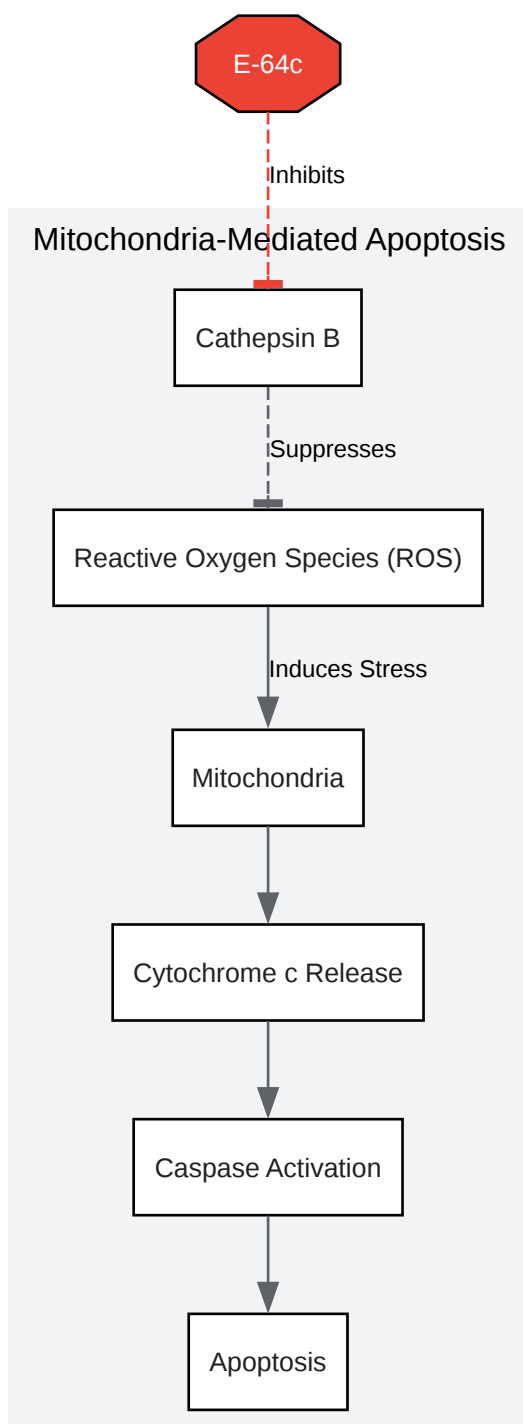 E-64c
Inhibits
Mitochondria-Mediated Apoptosis
Cathepsin B
Suppresses
Reactive Oxygen Species (ROS)
Induces Stress
Mitochondria
Cytochrome c Release
Caspase Activation
Apoptosis